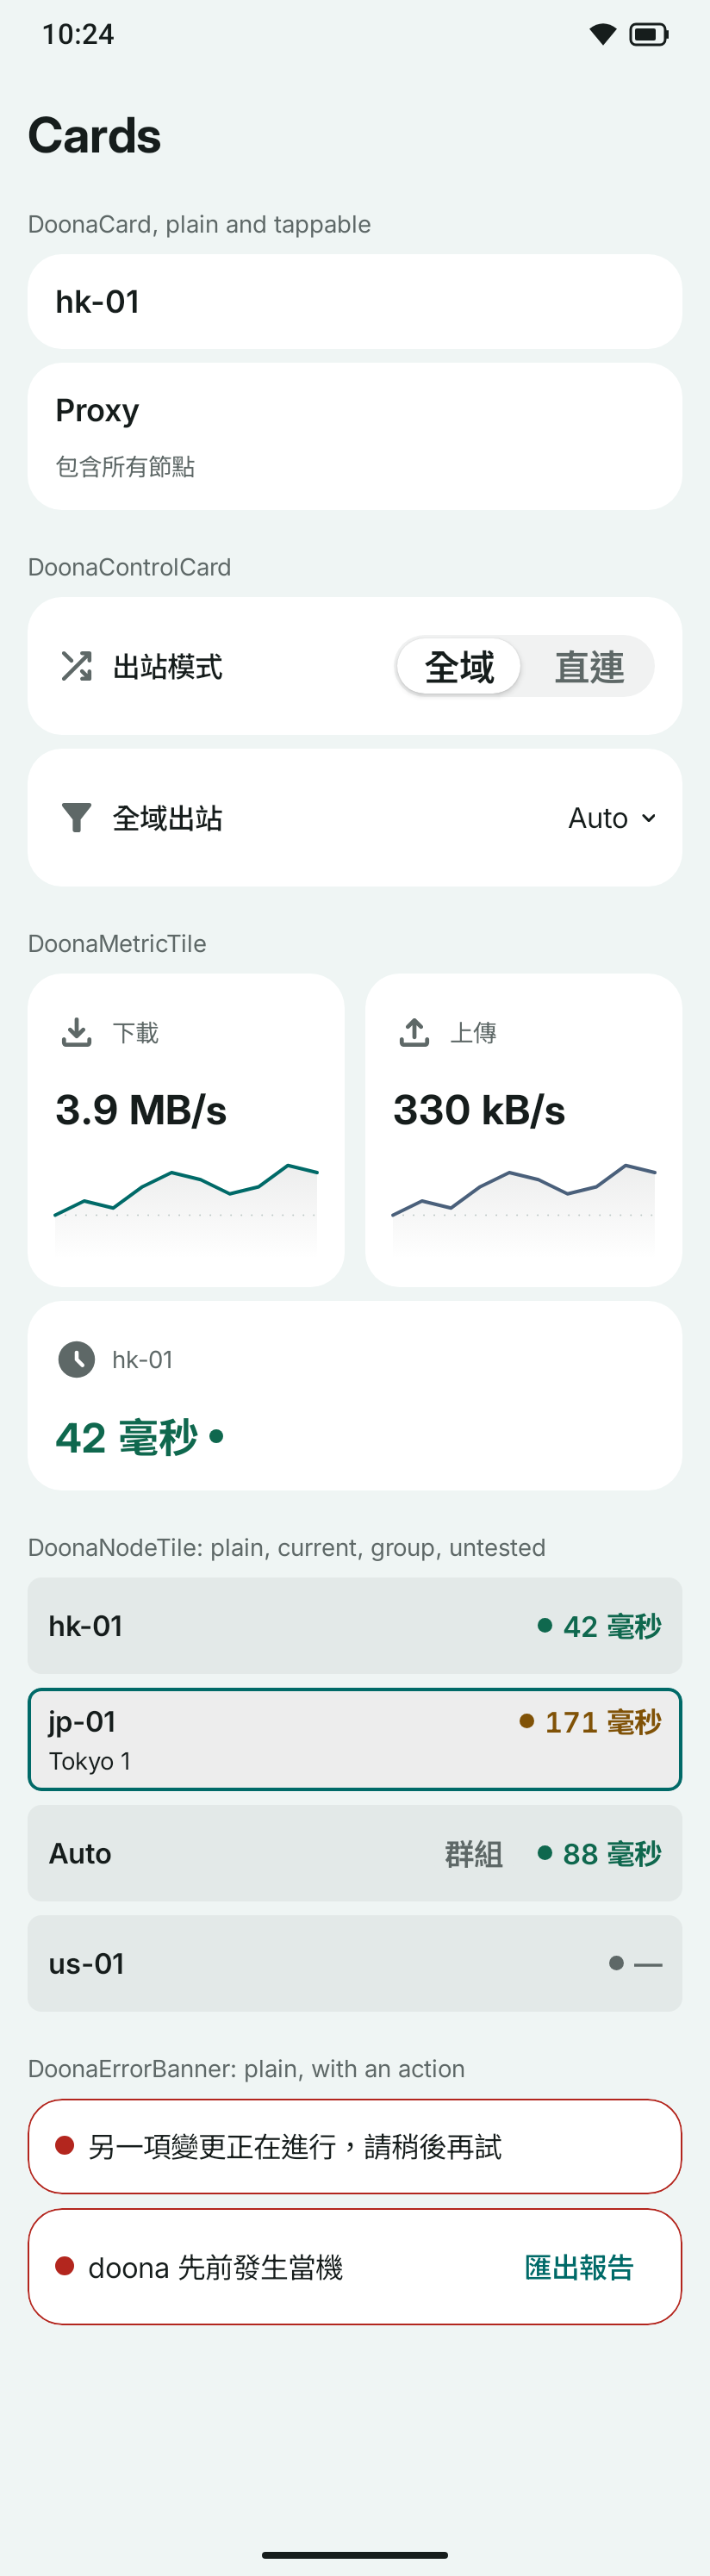 10:24
Cards
DoonaCard, plain and tappable
hk-01
Proxy
包含所有節點
DoonaControlCard
出站模式 全域 直連
全域出站 Auto
DoonaMetricTile
下載 上傳
3.9 MB/s 330 kB/s
hk-01
42 毫秒
DoonaNodeTile: plain, current, group, untested
hk-01 42 毫秒
jp-01 171 毫秒
Tokyo 1
Auto 群組 88 毫秒
us-01 —
DoonaErrorBanner: plain, with an action
另一項變更正在進行，請稍後再試
doona 先前發生當機 匯出報告